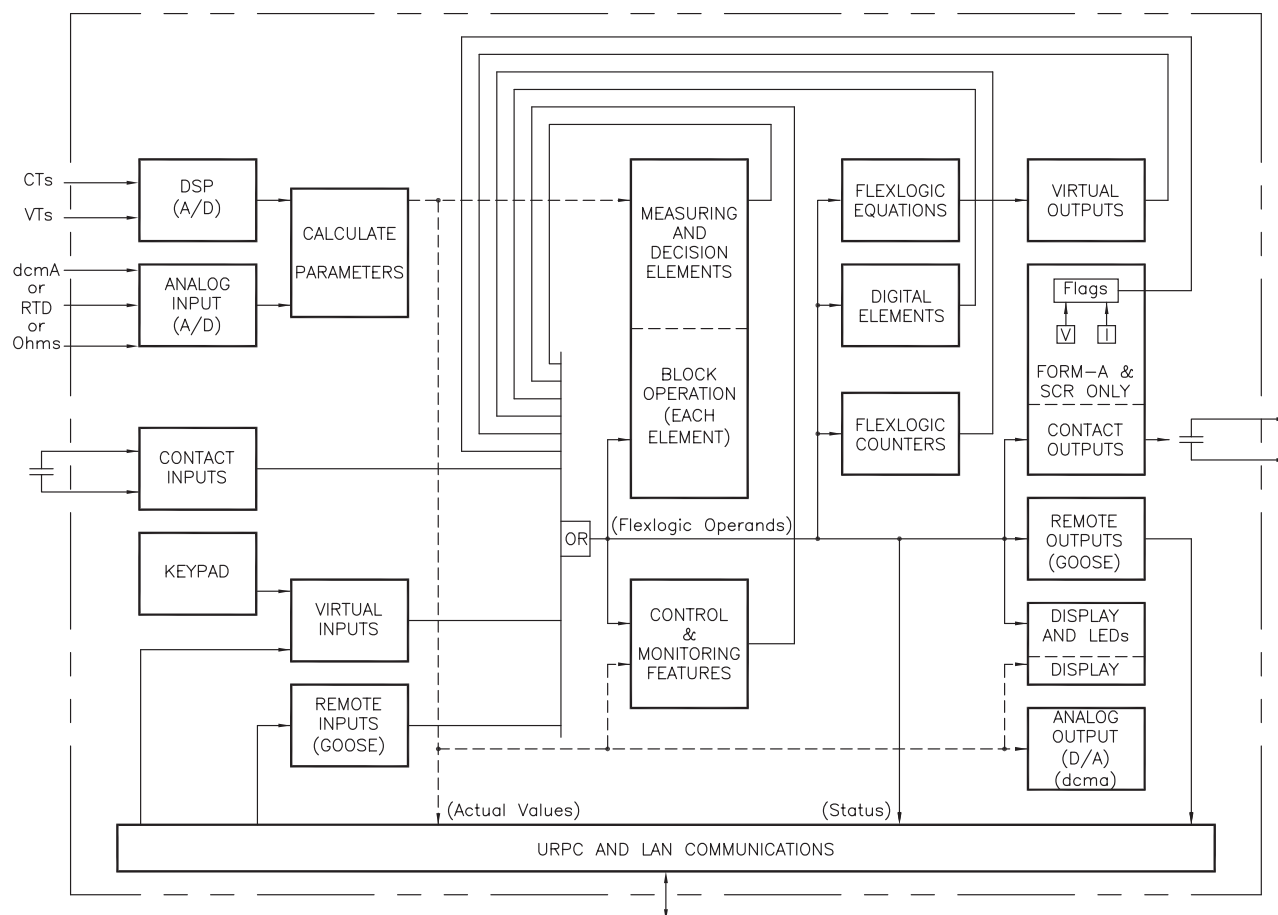 CTs
VTs
dcmA
or
RTD
or
Ohms
DSP
(A/D)
ANALOG
INPUT
(A/D)
CALCULATE
PARAMETERS
CONTACT
INPUTS
KEYPAD
VIRTUAL
INPUTS
REMOTE
INPUTS
(GOOSE)
OR
MEASURING
AND
DECISION
ELEMENTS
BLOCK
OPERATION
(EACH
ELEMENT)
(Flexlogic Operands)
CONTROL
&
MONITORING
FEATURES
FLEXLOGIC
EQUATIONS
DIGITAL
ELEMENTS
FLEXLOGIC
COUNTERS
VIRTUAL
OUTPUTS
Flags
V
I
FORM-A &
SCR ONLY
CONTACT
OUTPUTS
REMOTE
OUTPUTS
(GOOSE)
DISPLAY
AND LEDs
DISPLAY
ANALOG
OUTPUT
(D/A)
(dcma)
(Actual Values)
(Status)
URPC AND LAN COMMUNICATIONS